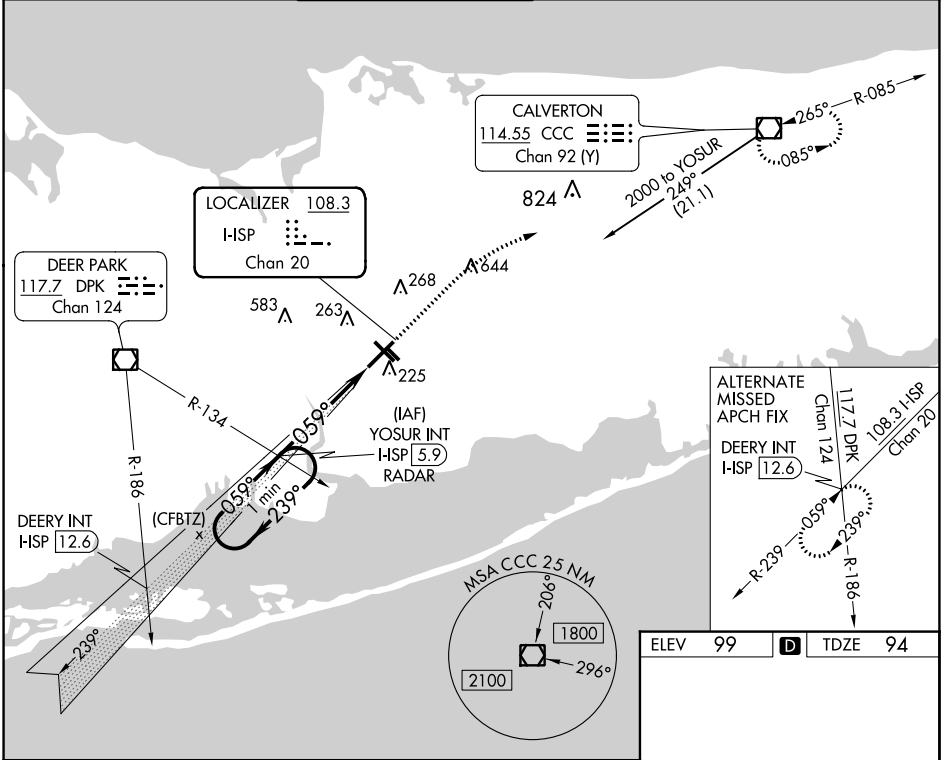 CALVERTON
114.55 CCC
Chan 92 (Y)
R-085
265°
085°
2000 to YOSUR
249°
(21.1)
824
LOCALIZER 108.3
I-ISP
Chan 20
DEER PARK
117.7 DPK
Chan 124
583
263
268
644
225
R-134
R-186
059°
(IAF)
YOSUR INT
I-ISP 5.9
RADAR
059°
1 min
239°
(CFBTZ)
x
DEERY INT
I-ISP 12.6
239°
MSA CCC 25 NM
206°
1800
2100
296°
ALTERNATE
MISSED
APCH FIX
117.7 DPK
Chan 124
108.3 I-ISP
Chan 20
DEERY INT
I-ISP 12.6
059°
239°
R-239
R-186
ELEV 99 D TDZE 94